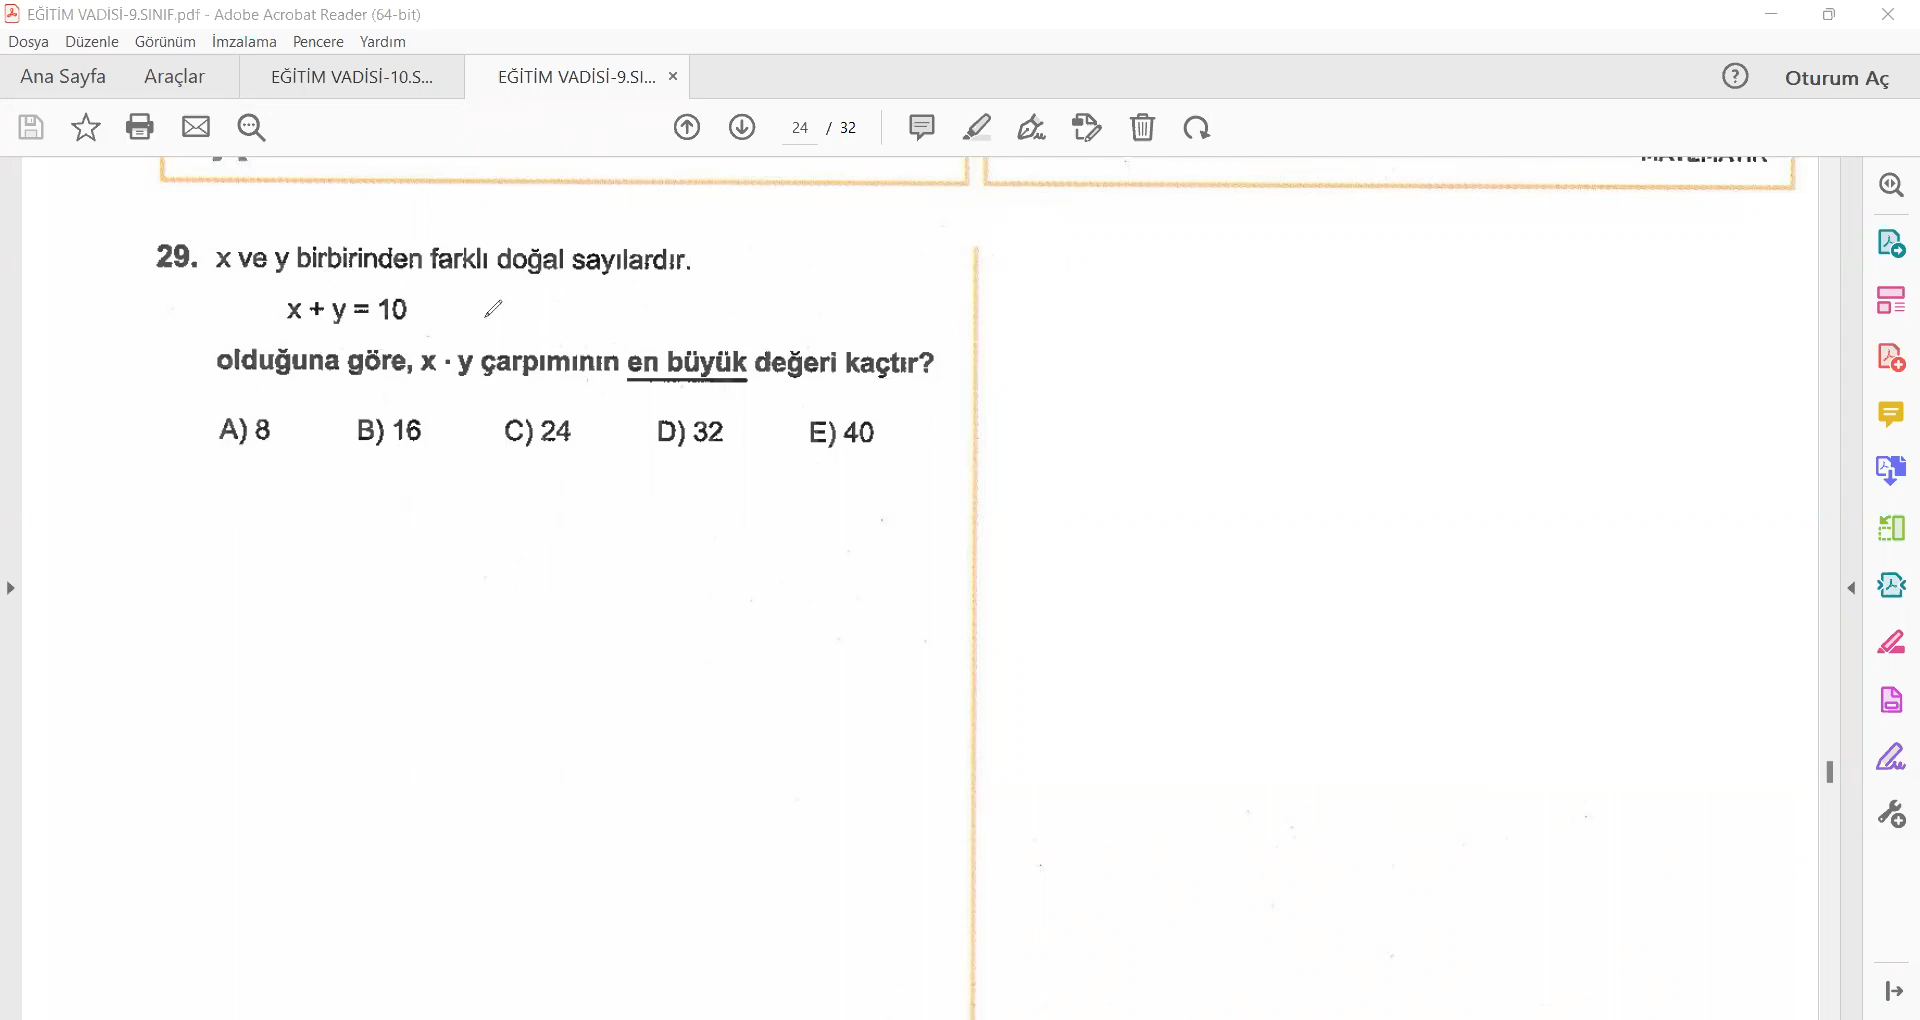 EĞİTİM VADİSİ-9.SINIF.pdf - Adobe Acrobat Reader (64-bit)
Dosya Düzenle Görünüm İmzalama Pencere Yardım
Ana Sayfa Araçlar EĞİTİM VADİSİ-10.S... EĞİTİM VADİSİ-9.SI... × ? Oturum Aç
24 / 32
29. x ve y birbirinden farklı doğal sayılardır.
x + y = 10
olduğuna göre, x · y çarpımının en büyük değeri kaçtır?
A) 8 B) 16 C) 24 D) 32 E) 40